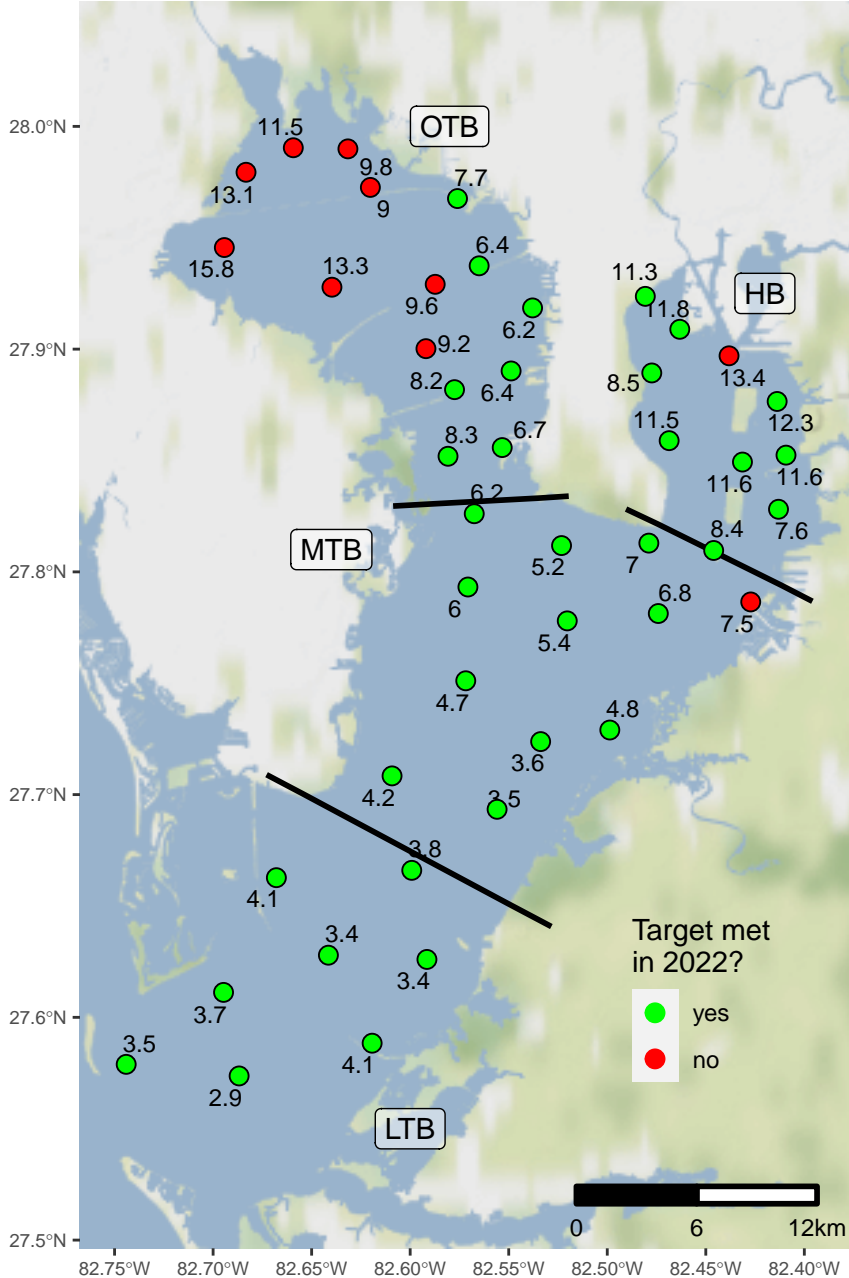 28.0°N
11.5
OTB
9.8
13.1
9
7.7
15.8
13.3
6.4
9.6
11.3
HB
11.8
6.2
27.9°N
9.2
8.2
6.4
8.5
13.4
12.3
8.3
6.7
11.5
11.6
11.6
6.2
7.6
MTB
8.4
5.2
7
27.8°N
6
6.8
5.4
7.5
4.7
4.8
3.6
4.2
27.7°N
3.5
3.8
4.1
3.4
3.4
Target met
in 2022?
3.7
yes
27.6°N
3.5
4.1
no
2.9
LTB
0 6 12km
27.5°N
82.75°W 82.70°W 82.65°W 82.60°W 82.55°W 82.50°W 82.45°W 82.40°W